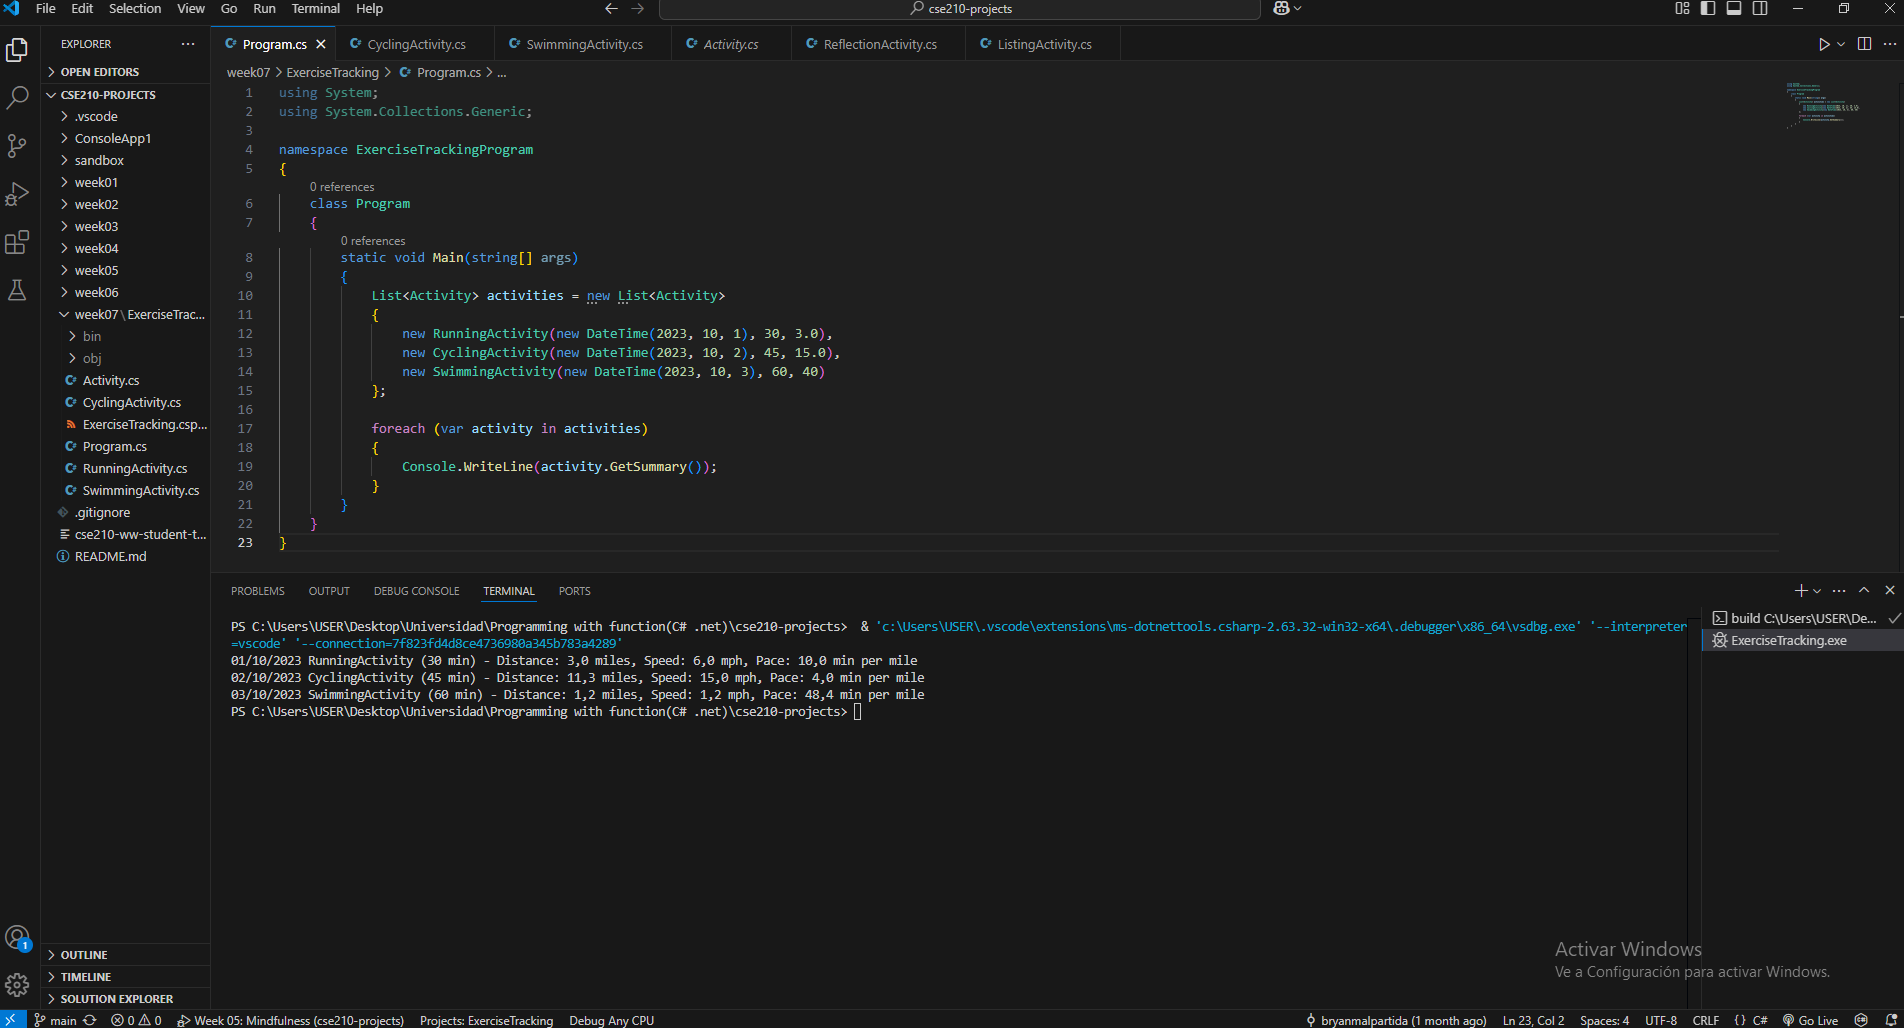 File Edit Selection View Go Run Terminal Help
cse210-projects
EXPLORER
OPEN EDITORS
CSE210-PROJECTS
.vscode
ConsoleApp1
sandbox
week01
week02
week03
week04
week05
week06
week07\ExerciseTrac...
bin
obj
Activity.cs
CyclingActivity.cs
ExerciseTracking.csp...
Program.cs
RunningActivity.cs
SwimmingActivity.cs
.gitignore
cse210-ww-student-t...
README.md
OUTLINE
TIMELINE
SOLUTION EXPLORER
Program.cs CyclingActivity.cs SwimmingActivity.cs Activity.cs ReflectionActivity.cs ListingActivity.cs
week07 > ExerciseTracking > Program.cs > ...
1 using System;
2 using System.Collections.Generic;
3
4 namespace ExerciseTrackingProgram
5 {
0 references
6 class Program
7 {
0 references
8 static void Main(string[] args)
9 {
10 List<Activity> activities = new List<Activity>
11 {
12 new RunningActivity(new DateTime(2023, 10, 1), 30, 3.0),
13 new CyclingActivity(new DateTime(2023, 10, 2), 45, 15.0),
14 new SwimmingActivity(new DateTime(2023, 10, 3), 60, 40)
15 };
16
17 foreach (var activity in activities)
18 {
19 Console.WriteLine(activity.GetSummary());
20 }
21 }
22 }
23 }
PROBLEMS OUTPUT DEBUG CONSOLE TERMINAL PORTS
PS C:\Users\USER\Desktop\Universidad\Programming with function(C# .net)\cse210-projects> & 'c:\Users\USER\.vscode\extensions\ms-dotnettools.csharp-2.63.32-win32-x64\.debugger\x86_64\vsdbg.exe' '--interpreter
=vscode' '--connection=7f823fd4d8ce4736980a345b783a4289'
01/10/2023 RunningActivity (30 min) - Distance: 3,0 miles, Speed: 6,0 mph, Pace: 10,0 min per mile
02/10/2023 CyclingActivity (45 min) - Distance: 11,3 miles, Speed: 15,0 mph, Pace: 4,0 min per mile
03/10/2023 SwimmingActivity (60 min) - Distance: 1,2 miles, Speed: 1,2 mph, Pace: 48,4 min per mile
PS C:\Users\USER\Desktop\Universidad\Programming with function(C# .net)\cse210-projects>
build C:\Users\USER\De...
ExerciseTracking.exe
Activar Windows
Ve a Configuración para activar Windows.
1
main 0 0 Week 05: Mindfulness (cse210-projects) Projects: ExerciseTracking Debug Any CPU bryanmalpartida (1 month ago) Ln 23, Col 2 Spaces: 4 UTF-8 CRLF {} C# Go Live